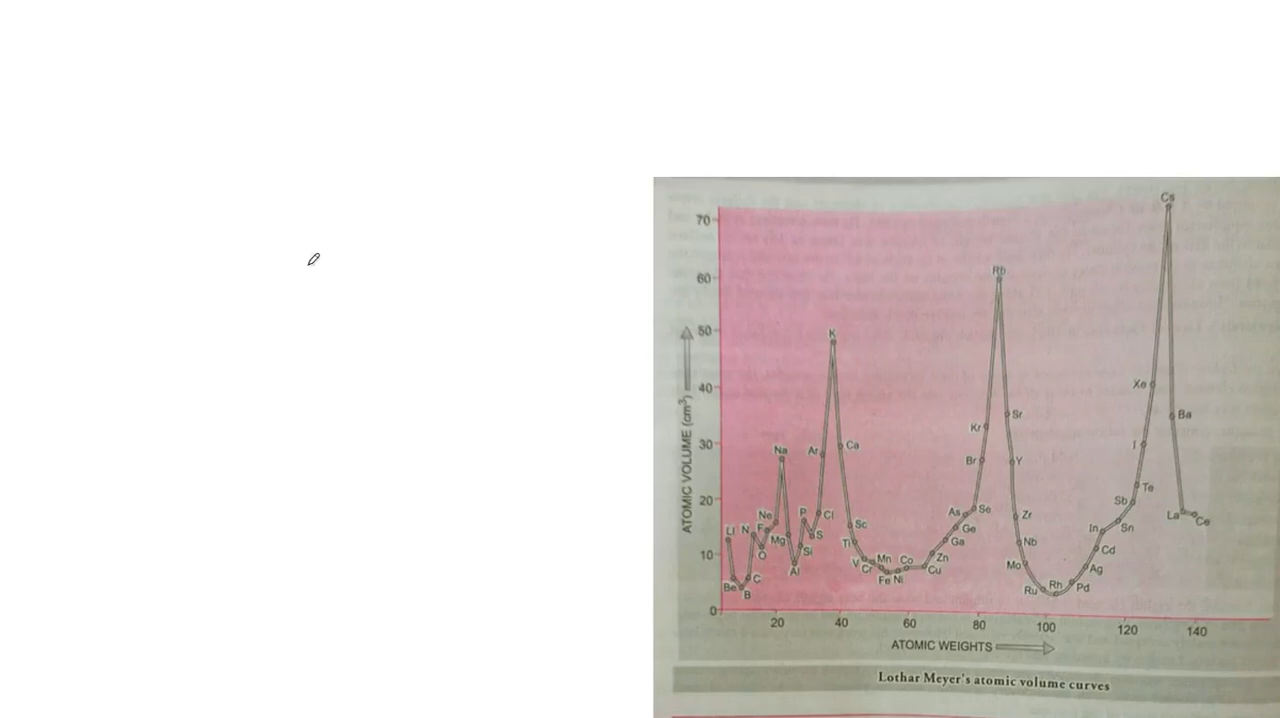 Cs
70
Rb
60
K
50
Xe
40
Sr
Ba
Kr
Na
Ar
Ca
I
30
Br
Y
Te
20
Sb
P
Cl
As
Se
Zr
La
Ce
Ne
Li
N
F
Sc
Ge
In
Sn
Mg
S
Ti
Ga
Nb
Cd
O
Si
10
Al
V
Cr
Mn
Co
Zn
Mo
Ag
Fe
Ni
Cu
Be
C
B
Ru
Rh
Pd
0
ATOMIC VOLUME (cm³)
20 40 60 80 100 120 140
ATOMIC WEIGHTS
Lothar Meyer's atomic volume curves